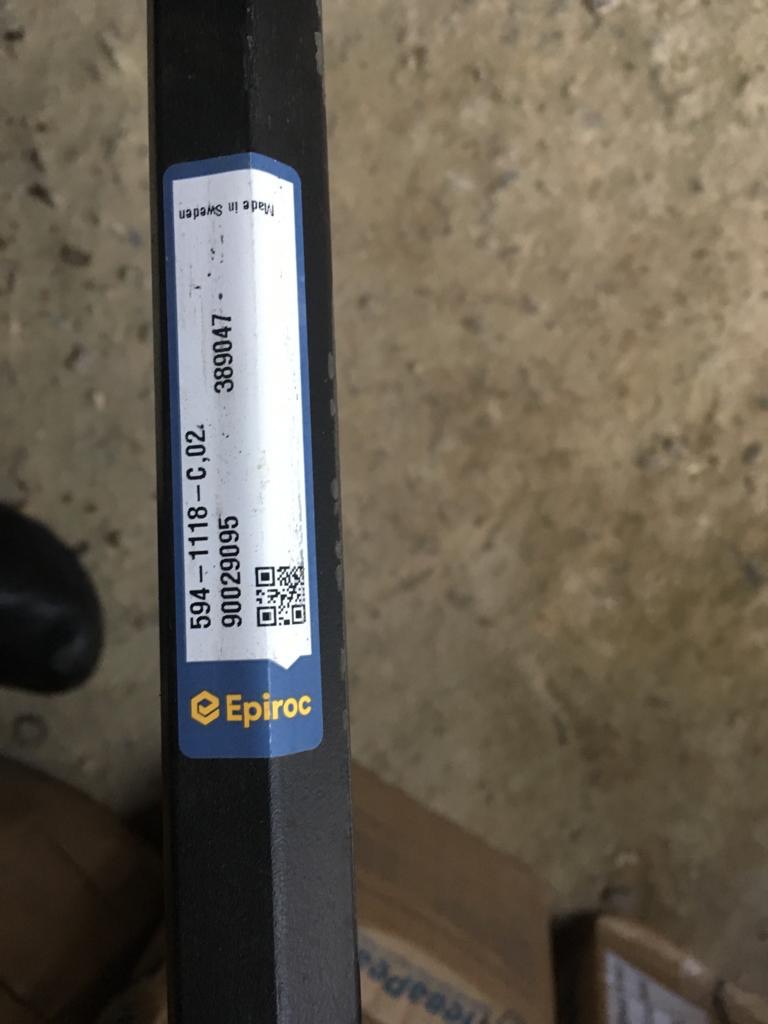 594-1118-C,02.
90029095
389047
Made in Sweden
Epiroc